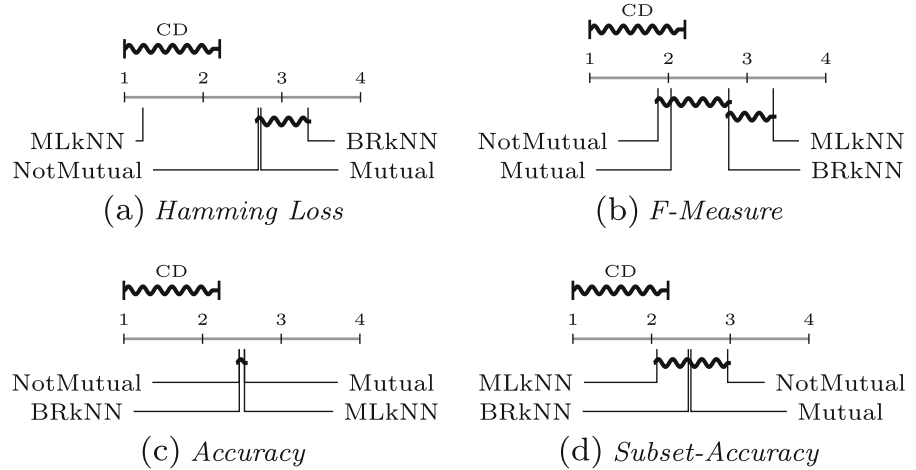 CD
1 2 3 4
MLkNN BRkNN
NotMutual Mutual
(a) Hamming Loss
CD
1 2 3 4
NotMutual MLkNN
Mutual BRkNN
(b) F-Measure
CD
1 2 3 4
NotMutual Mutual
BRkNN MLkNN
(c) Accuracy
CD
1 2 3 4
MLkNN NotMutual
BRkNN Mutual
(d) Subset-Accuracy